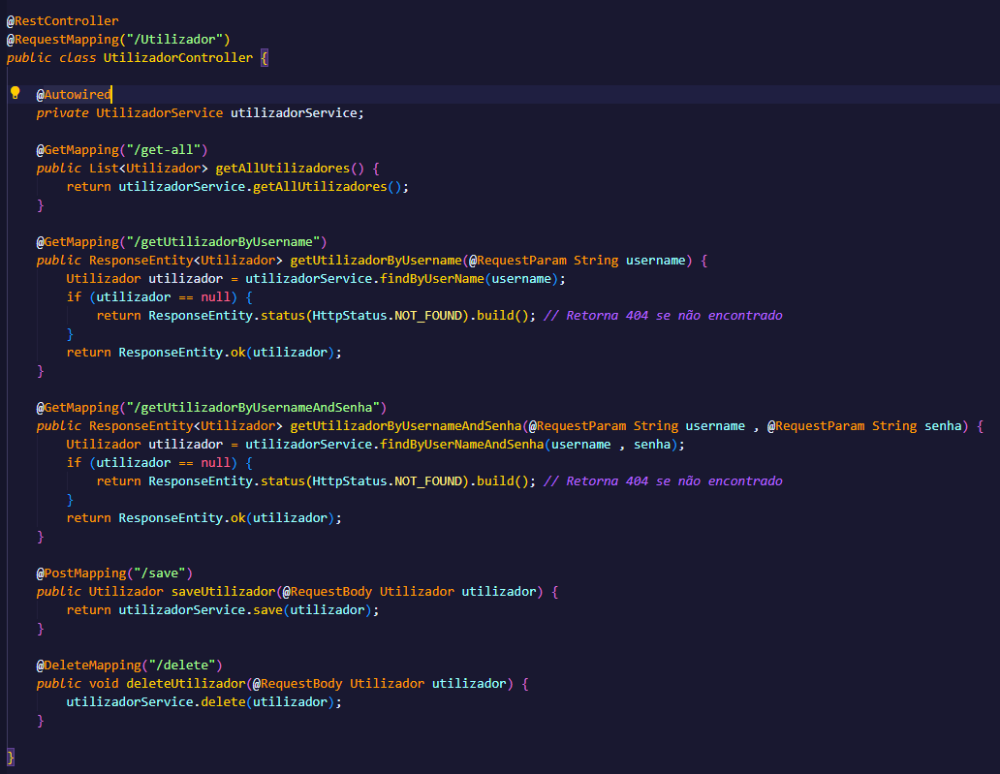 @RestController
@RequestMapping("/Utilizador")
public class UtilizadorController {
@Autowired
private UtilizadorService utilizadorService;
@GetMapping("/get-all")
public List<Utilizador> getAllUtilizadores() {
return utilizadorService.getAllUtilizadores();
}
@GetMapping("/getUtilizadorByUsername")
public ResponseEntity<Utilizador> getUtilizadorByUsername(@RequestParam String username) {
Utilizador utilizador = utilizadorService.findByUserName(username);
if (utilizador == null) {
return ResponseEntity.status(HttpStatus.NOT_FOUND).build(); // Retorna 404 se não encontrado
}
return ResponseEntity.ok(utilizador);
}
@GetMapping("/getUtilizadorByUsernameAndSenha")
public ResponseEntity<Utilizador> getUtilizadorByUsernameAndSenha(@RequestParam String username , @RequestParam String senha) {
Utilizador utilizador = utilizadorService.findByUserNameAndSenha(username , senha);
if (utilizador == null) {
return ResponseEntity.status(HttpStatus.NOT_FOUND).build(); // Retorna 404 se não encontrado
}
return ResponseEntity.ok(utilizador);
}
@PostMapping("/save")
public Utilizador saveUtilizador(@RequestBody Utilizador utilizador) {
return utilizadorService.save(utilizador);
}
@DeleteMapping("/delete")
public void deleteUtilizador(@RequestBody Utilizador utilizador) {
utilizadorService.delete(utilizador);
}
}